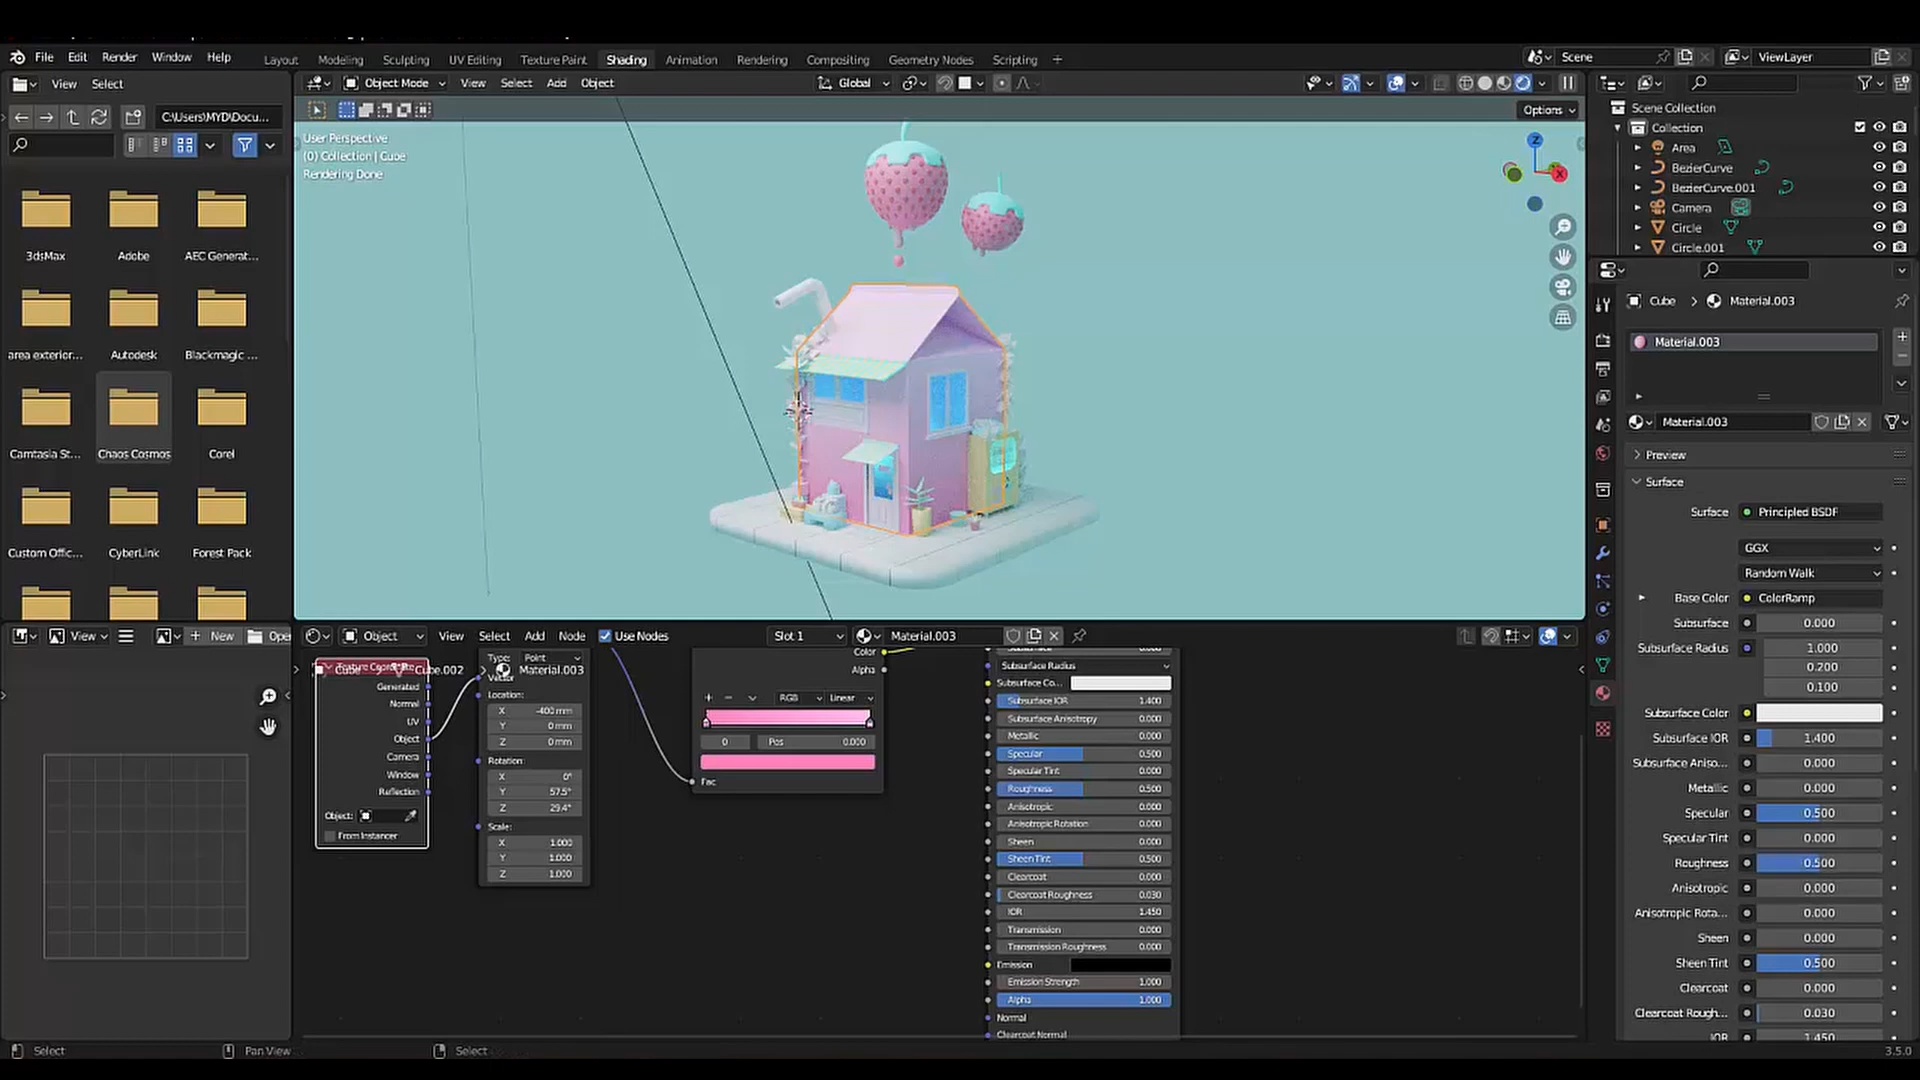 File Edit Render Window Help
Layout Modeling Sculpting UV Editing Texture Paint Shading Animation Rendering Compositing Geometry Nodes Scripting +
Scene
ViewLayer
View Select
Object Mode View Select Add Object
Global
C:\Users\MYD\Docu...
Options
User Perspective
(0) Collection | Cube
Rendering Done
Z
X
3dsMax Adobe AEC Generat...
area exterior... Autodesk Blackmagic ...
Camtasia St... Chaos Cosmos Corel
Custom Offic... CyberLink Forest Pack
Scene Collection
Collection
Area
BezierCurve
BezierCurve.001
Camera
Circle
Circle.001
Cube > Material.003
Material.003
Material.003
Preview
Surface
Surface Principled BSDF
GGX
Random Walk
Base Color ColorRamp
Subsurface 0.000
Subsurface Radius 1.000
0.200
0.100
Subsurface Color
Subsurface IOR 1.400
Subsurface Aniso... 0.000
Metallic 0.000
Specular 0.500
Specular Tint 0.000
Roughness 0.500
Anisotropic 0.000
Anisotropic Rota... 0.000
Sheen 0.000
Sheen Tint 0.500
Clearcoat 0.000
Clearcoat Rough... 0.030
IOR 1.450
View
+ New Open
Object View Select Add Node Use Nodes
Slot 1
Material.003
Cube > Cube.002 > Material.003
Generated
Normal
UV
Object
Camera
Window
Reflection
Object:
From Instancer
Type: Point
Vector
Location:
X -400 mm
Y 0 mm
Z 0 mm
Rotation:
X 0°
Y 57.5°
Z 29.4°
Scale:
X 1.000
Y 1.000
Z 1.000
Color
Alpha
+ − RGB Linear
0 Pos 0.000
Fac
Subsurface 0.000
Subsurface Radius
Subsurface Co...
Subsurface IOR 1.400
Subsurface Anisotropy 0.000
Metallic 0.000
Specular 0.500
Specular Tint 0.000
Roughness 0.500
Anisotropic 0.000
Anisotropic Rotation 0.000
Sheen 0.000
Sheen Tint 0.500
Clearcoat 0.000
Clearcoat Roughness 0.030
IOR 1.450
Transmission 0.000
Transmission Roughness 0.000
Emission
Emission Strength 1.000
Alpha 1.000
Normal
Clearcoat Normal
Select
Pan View
Select
3.5.0